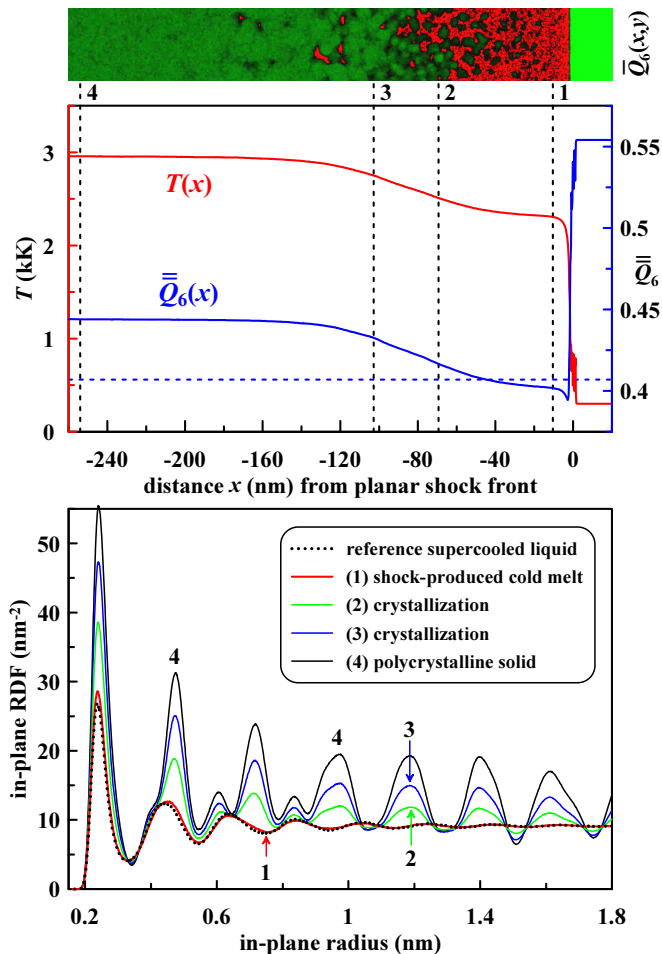 Q̿₆(x,y)
4 3 2 1
3
2
1
0
T (kK)
T(x)
Q̿₆(x)
0.55
0.5
0.45
0.4
Q̿₆
-240 -200 -160 -120 -80 -40 0
distance x (nm) from planar shock front
50
40
30
20
10
0
in-plane RDF (nm⁻²)
reference supercooled liquid
(1) shock-produced cold melt
(2) crystallization
(3) crystallization
(4) polycrystalline solid
4
4
3
1
2
0.2 0.6 1 1.4 1.8
in-plane radius (nm)